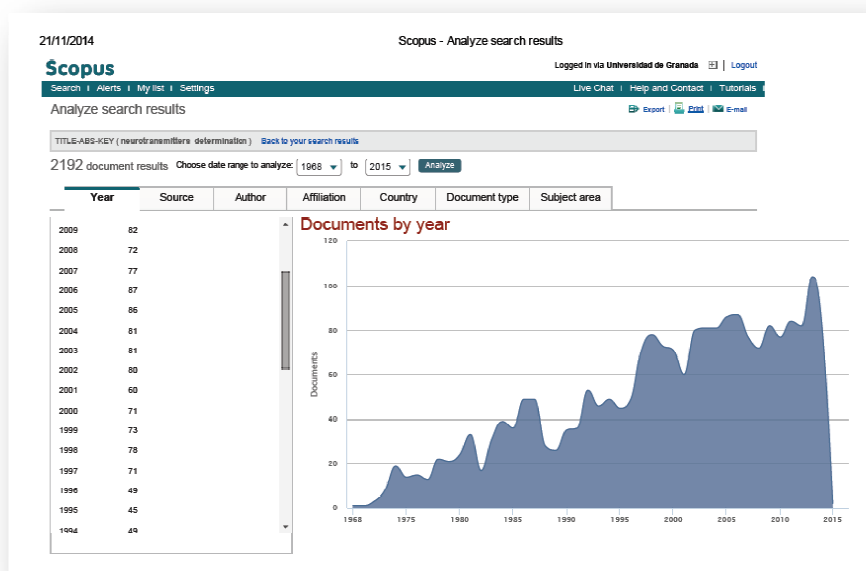 21/11/2014 Scopus - Analyze search results
Scopus Logged in via Universidad de Granada | Logout
Search | Alerts | My list | Settings Live Chat | Help and Contact | Tutorials
Analyze search results Export | Print | E-mail
TITLE-ABS-KEY ( neurotransmitters determination ) Back to your search results
2192 document results Choose date range to analyze: 1968 to 2015 Analyze
Year Source Author Affiliation Country Document type Subject area
2009 82
2008 72
2007 77
2006 87
2005 86
2004 81
2003 81
2002 80
2001 60
2000 71
1999 73
1998 78
1997 71
1996 49
1995 45
1994 49
Documents by year
120
100
80
60
40
20
0
Documents
1968 1975 1980 1985 1990 1995 2000 2005 2010 2015